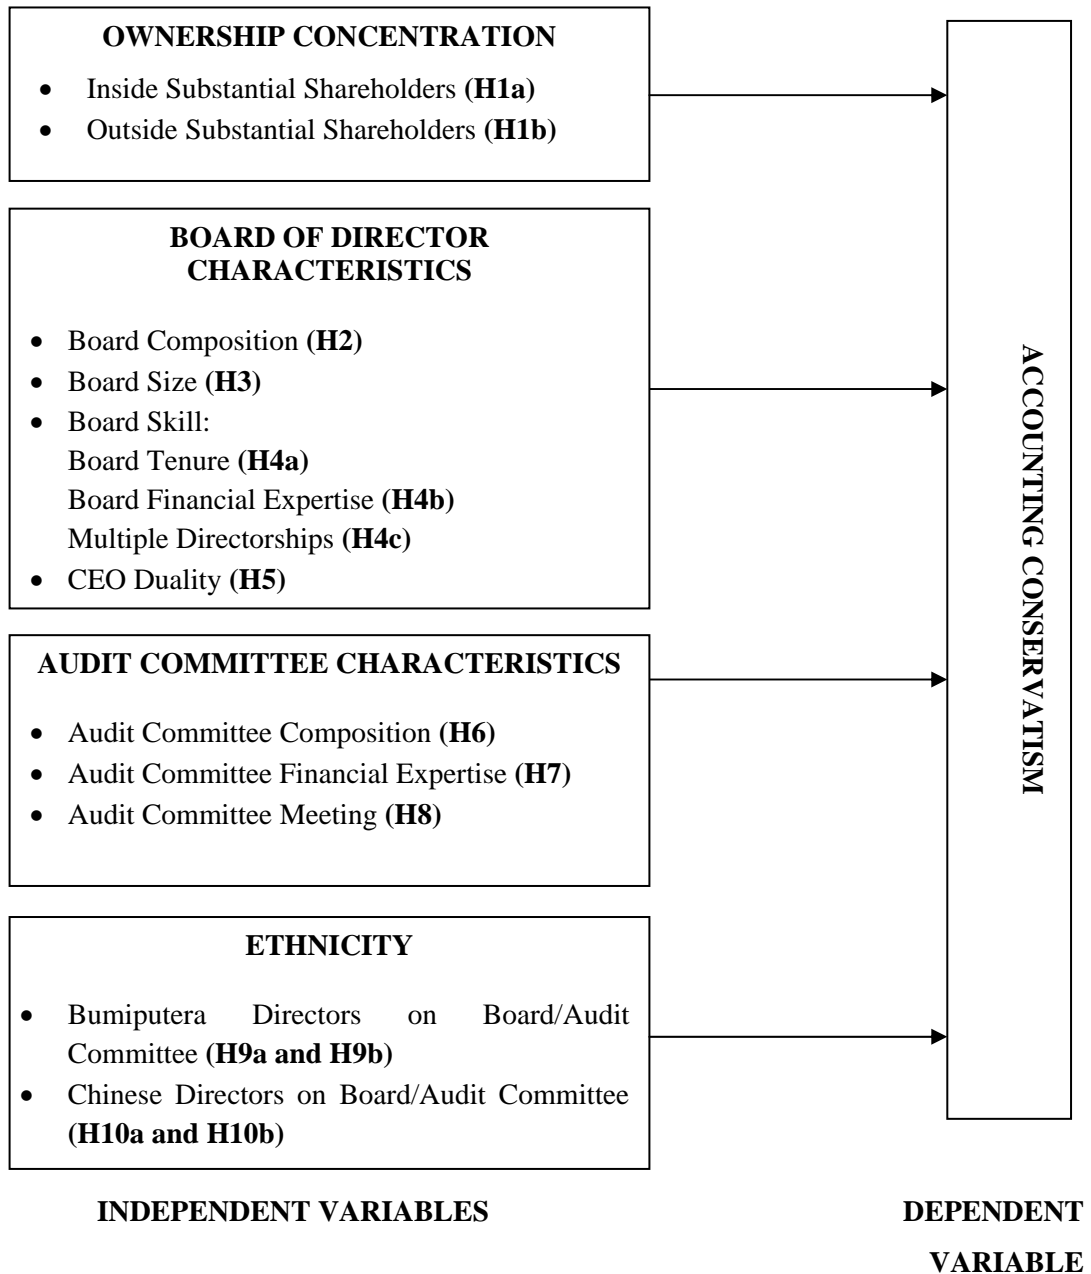 OWNERSHIP CONCENTRATION
• Inside Substantial Shareholders (H1a)
• Outside Substantial Shareholders (H1b)
BOARD OF DIRECTOR
CHARACTERISTICS
• Board Composition (H2)
• Board Size (H3)
• Board Skill:
Board Tenure (H4a)
Board Financial Expertise (H4b)
Multiple Directorships (H4c)
• CEO Duality (H5)
AUDIT COMMITTEE CHARACTERISTICS
• Audit Committee Composition (H6)
• Audit Committee Financial Expertise (H7)
• Audit Committee Meeting (H8)
ETHNICITY
• Bumiputera Directors on Board/Audit
Committee (H9a and H9b)
• Chinese Directors on Board/Audit Committee
(H10a and H10b)
ACCOUNTING CONSERVATISM
INDEPENDENT VARIABLES
DEPENDENT
VARIABLE